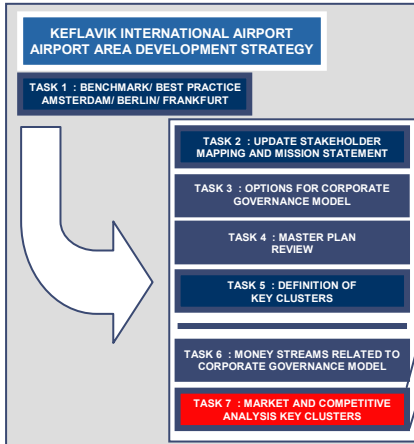 KEFLAVIK INTERNATIONAL AIRPORT
AIRPORT AREA DEVELOPMENT STRATEGY
TASK 1 : BENCHMARK/ BEST PRACTICE
AMSTERDAM/ BERLIN/ FRANKFURT
TASK 2 : UPDATE STAKEHOLDER
MAPPING AND MISSION STATEMENT
TASK 3 : OPTIONS FOR CORPORATE
GOVERNANCE MODEL
TASK 4 : MASTER PLAN
REVIEW
TASK 5 : DEFINITION OF
KEY CLUSTERS
TASK 6 : MONEY STREAMS RELATED TO
CORPORATE GOVERNANCE MODEL
TASK 7 : MARKET AND COMPETITIVE
ANALYSIS KEY CLUSTERS